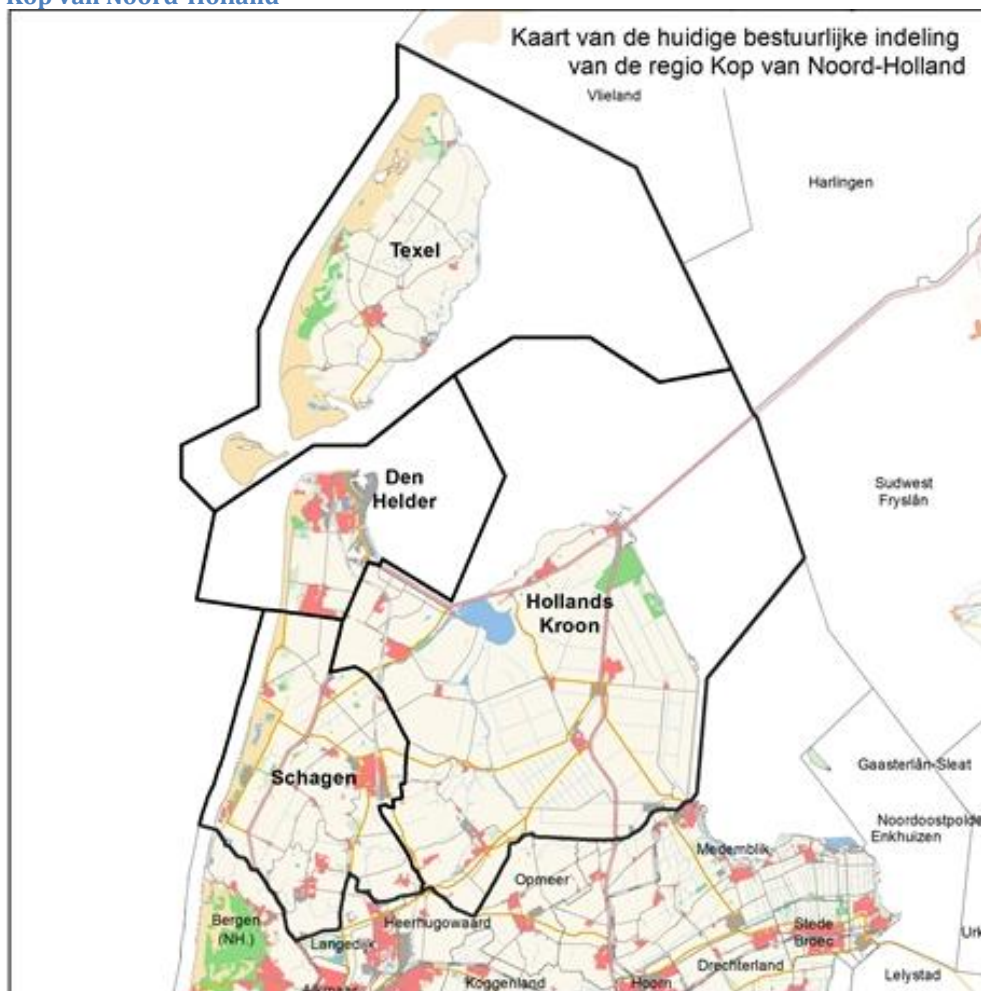 Kop van Noord-Holland
Kaart van de huidige bestuurlijke indeling
van de regio Kop van Noord-Holland
Vlieland
Harlingen
Texel
Den
Helder
Sudwest
Fryslân
Hollands
Kroon
Schagen
Gaasterlân-Sleat
Noordoostpolde
Enkhuizen
Medemblik
Opmeer
Bergen
(NH.)
Heerhugowaard
Langedijk
Stede
Broec
Urk
Drechterland
Lelystad
Koggenland
Hoorn
Alkmaar